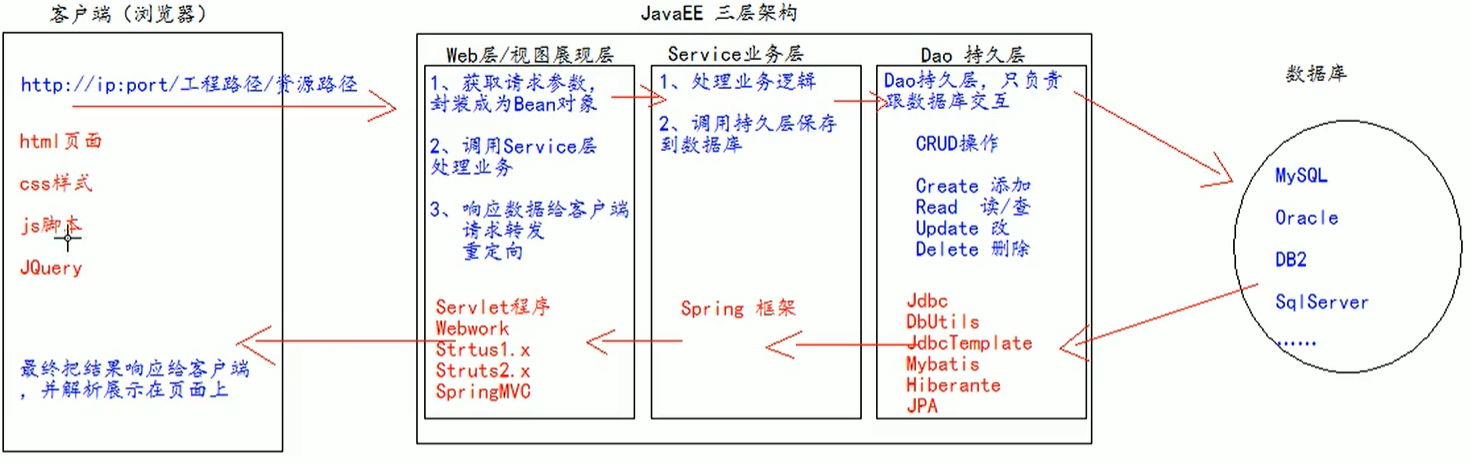 客户端（浏览器）
http://ip:port/工程路径/资源路径
html页面
css样式
js脚本
JQuery
最终把结果响应给客户端
，并解析展示在页面上
JavaEE 三层架构
Web层/视图展现层
1、获取请求参数，
封装成为Bean对象
2、调用Service层
处理业务
3、响应数据给客户端
请求转发
重定向
Servlet程序
Webwork
Strtus1.x
Struts2.x
SpringMVC
Service业务层
1、处理业务逻辑
2、调用持久层保存
到数据库
Spring 框架
Dao 持久层
Dao持久层，只负责
跟数据库交互
CRUD操作
Create 添加
Read 读/查
Update 改
Delete 删除
Jdbc
DbUtils
JdbcTemplate
Mybatis
Hiberante
JPA
数据库
MySQL
Oracle
DB2
SqlServer
......